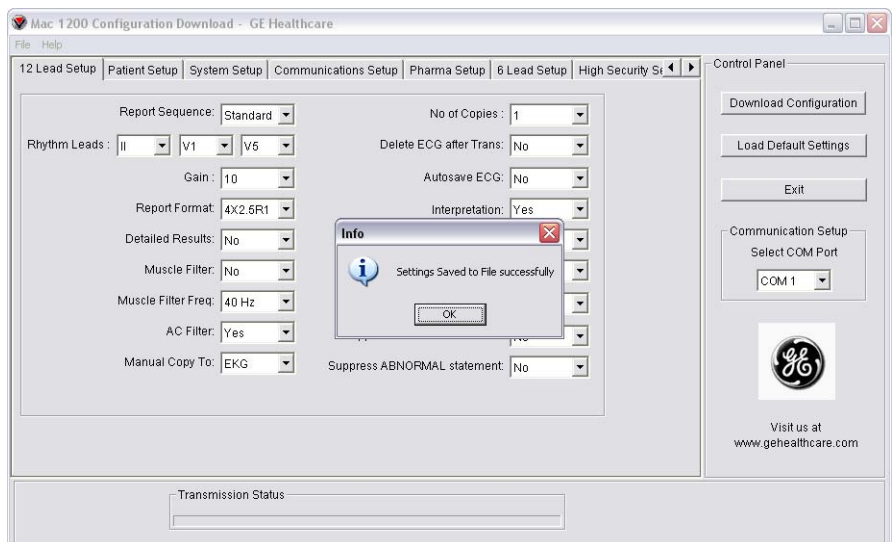 Mac 1200 Configuration Download - GE Healthcare
File Help
12 Lead Setup
Patient Setup
System Setup
Communications Setup
Pharma Setup
6 Lead Setup
High Security Se
Report Sequence: Standard
Rhythm Leads : II V1 V5
Gain : 10
Report Format: 4X2.5R1
Detailed Results: No
Muscle Filter: No
Muscle Filter Freq: 40 Hz
AC Filter: Yes
Manual Copy To: EKG
No of Copies : 1
Delete ECG after Trans: No
Autosave ECG: No
Interpretation: Yes
Suppress ABNORMAL statement: No
Info
Settings Saved to File successfully
OK
Control Panel
Download Configuration
Load Default Settings
Exit
Communication Setup
Select COM Port
COM 1
GE
Visit us at
www.gehealthcare.com
Transmission Status